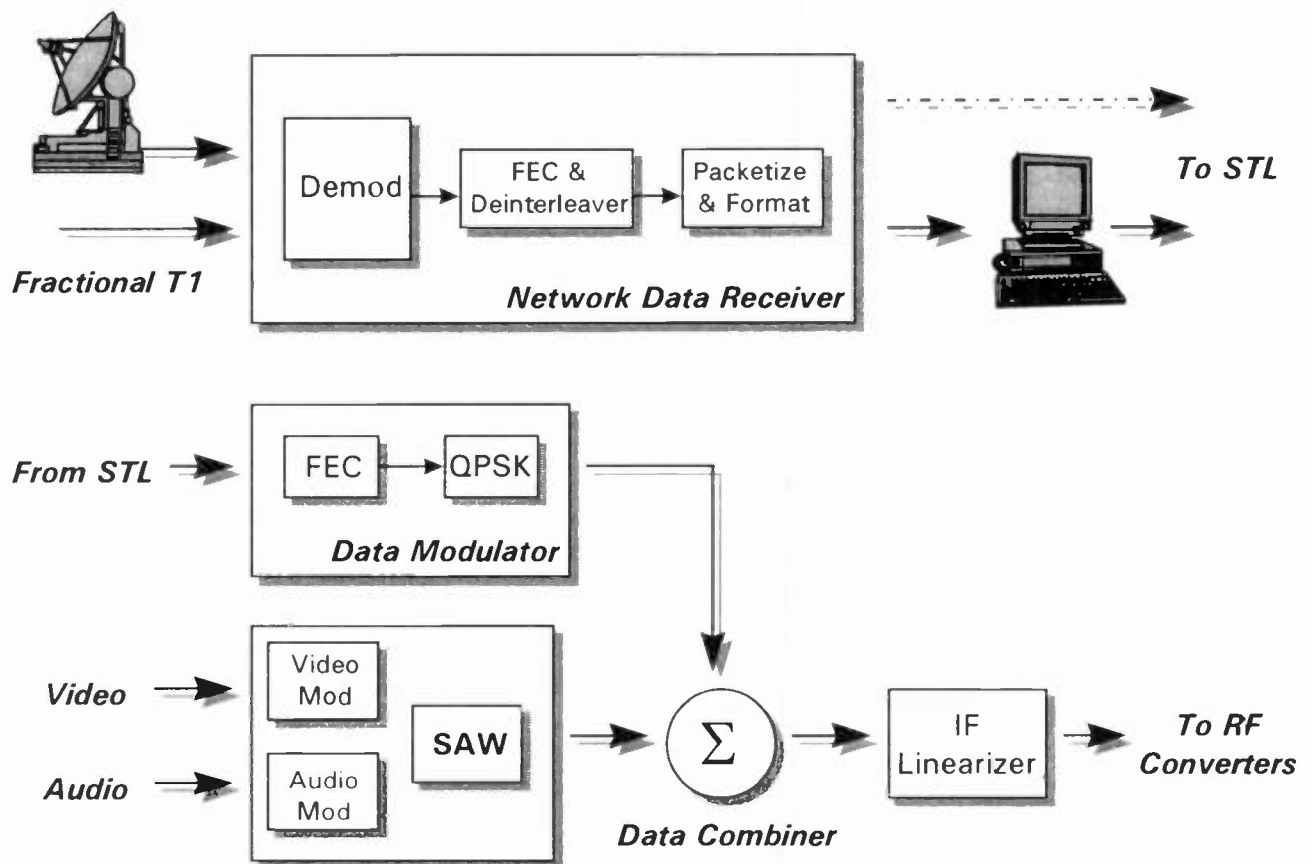 Demod
FEC &
Deinterleaver
Packetize
& Format
To STL
Fractional T1
Network Data Receiver
From STL
FEC
QPSK
Data Modulator
Video
Video
Mod
SAW
Audio
Audio
Mod
Σ
Data Combiner
IF
Linearizer
To RF
Converters